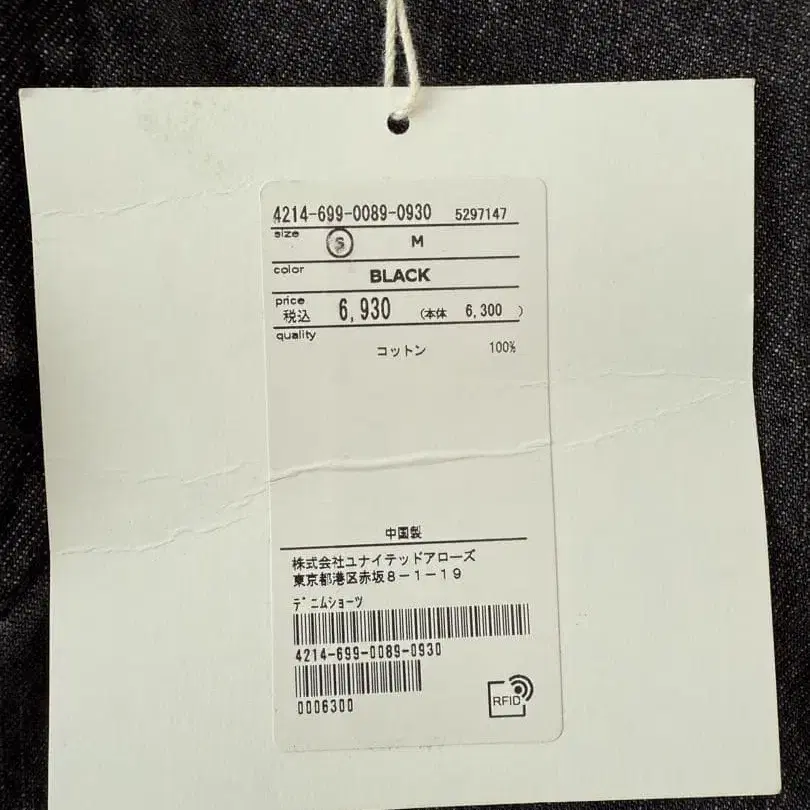 4214-699-0089-0930 5297147
size S M
color BLACK
price 税込 6,930 (本体 6,300 )
quality
コットン 100%
中国製
株式会社ユナイテッドアローズ
東京都港区赤坂8-1-19
デニムショーツ
4214-699-0089-0930
0006300
RFID